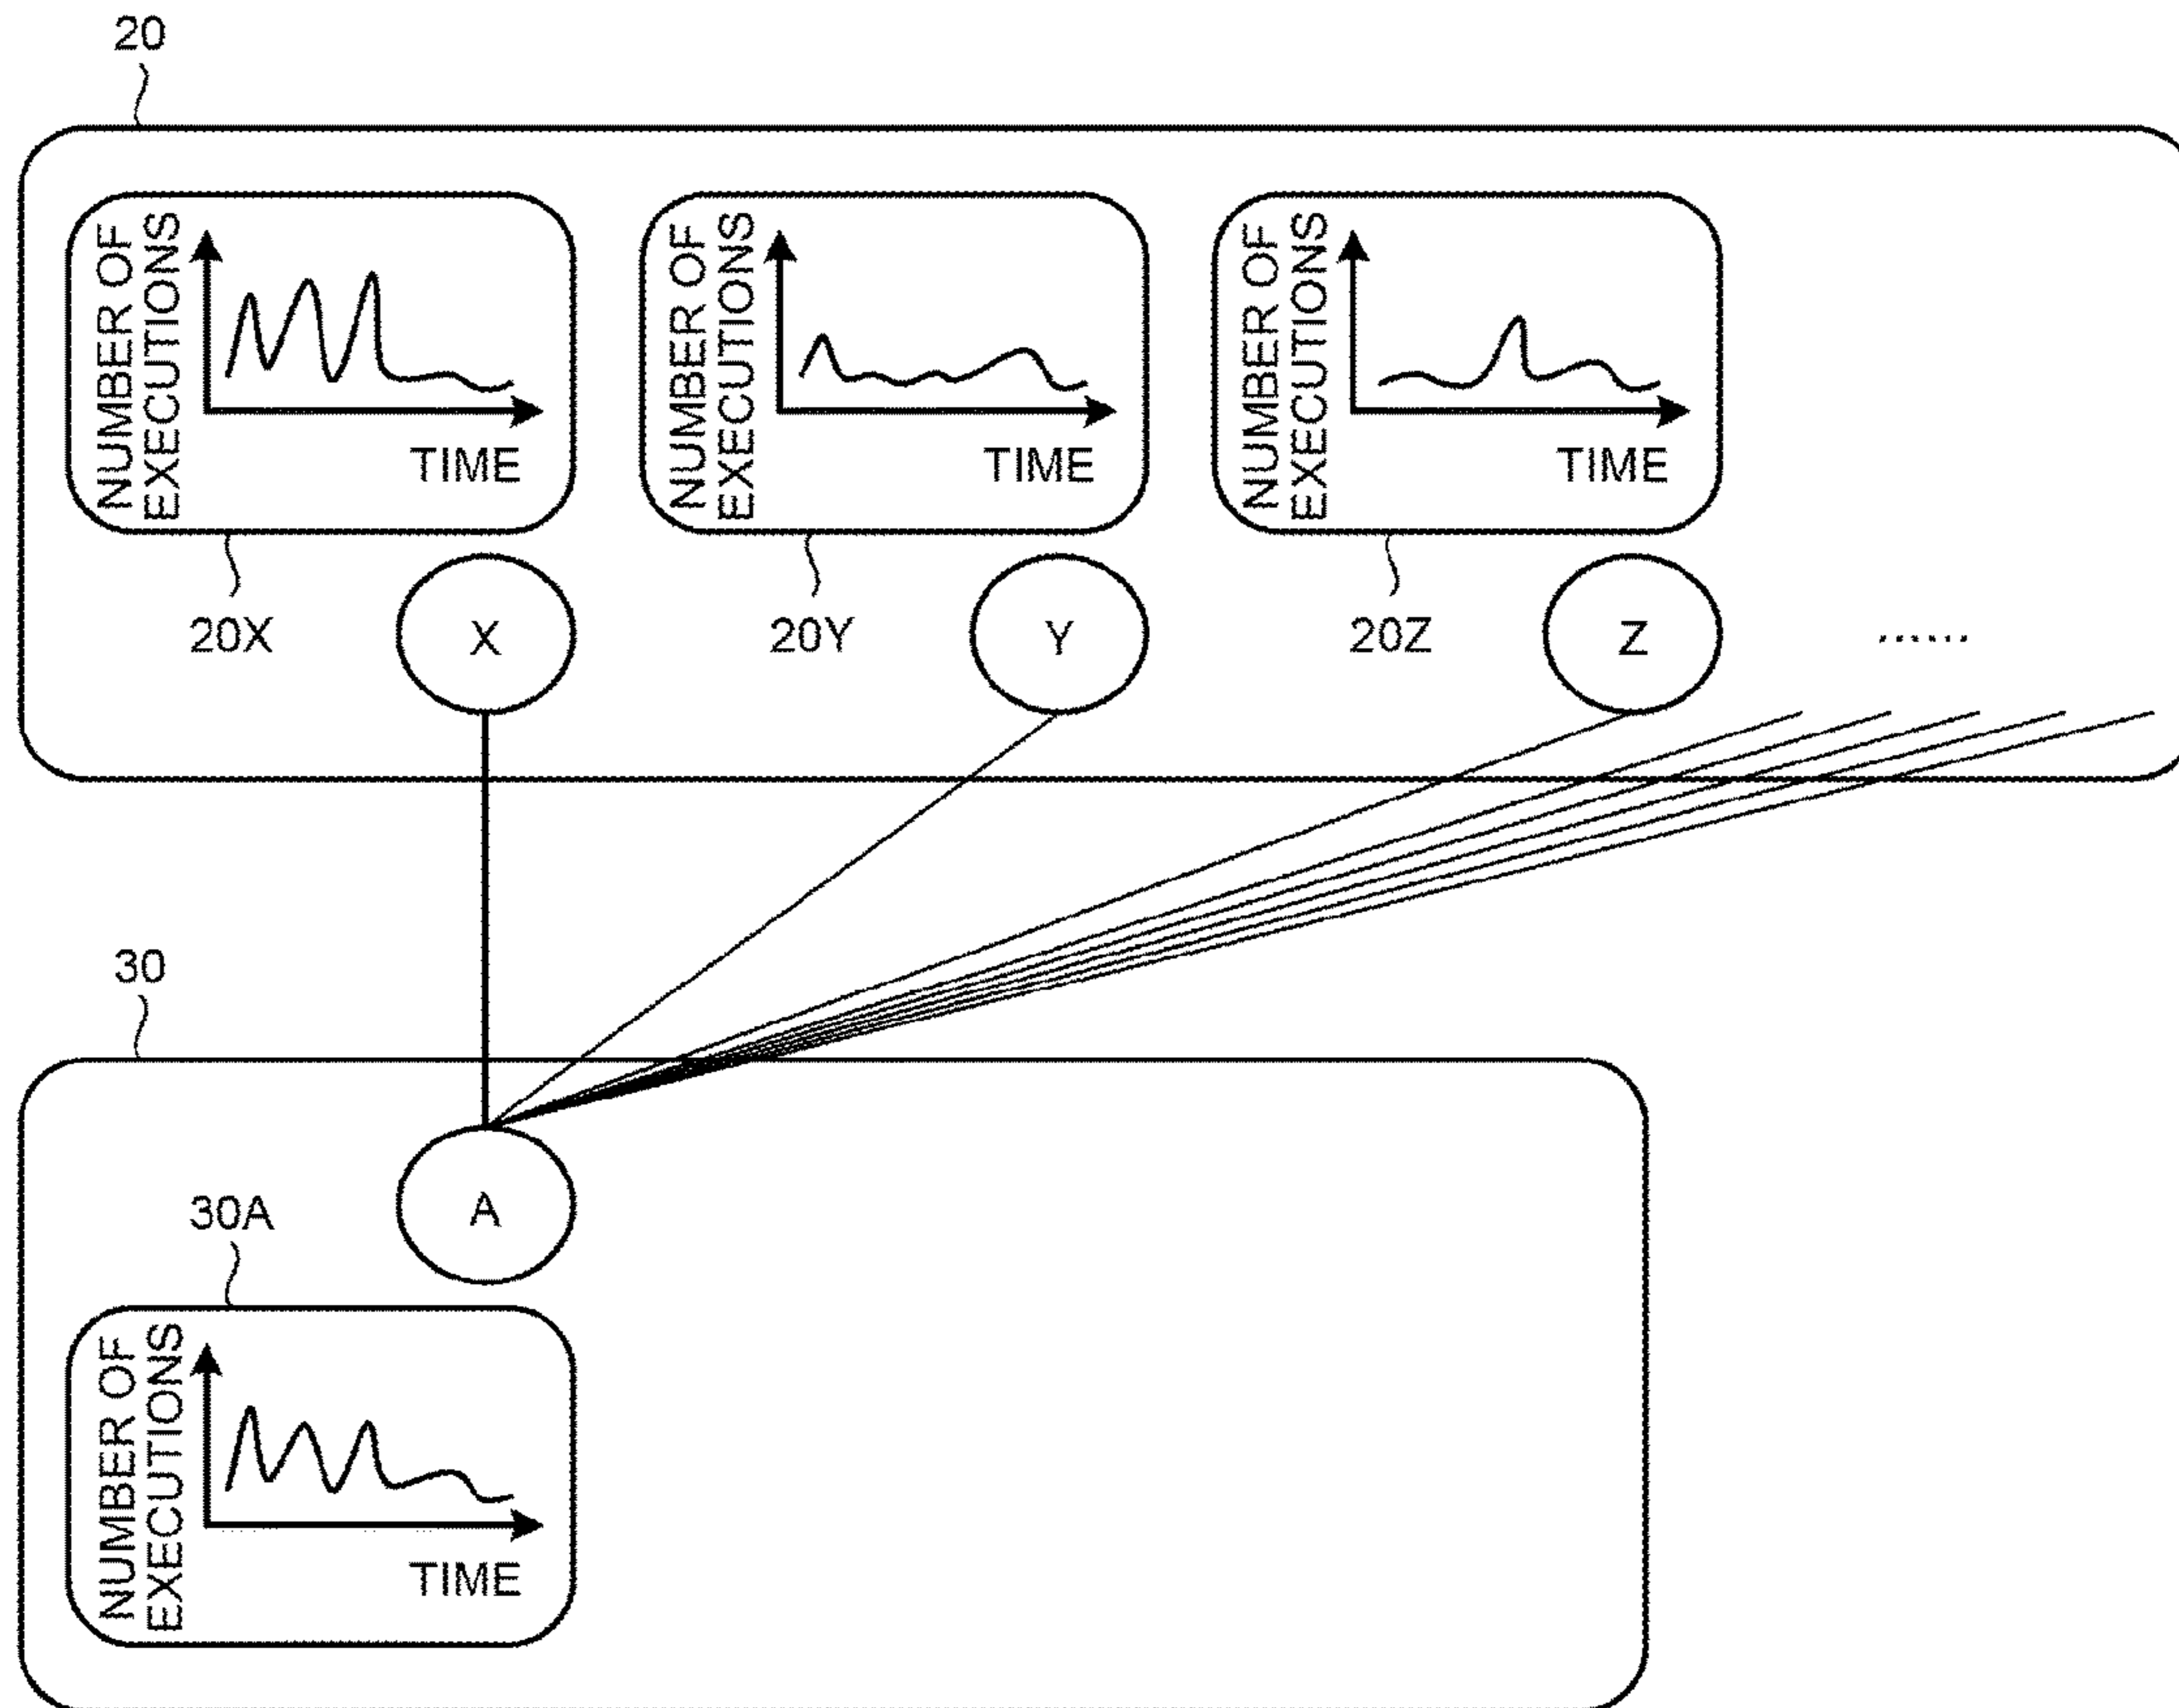 20
NUMBER OF
EXECUTIONS
TIME
NUMBER OF
EXECUTIONS
TIME
NUMBER OF
EXECUTIONS
TIME
20X
X
20Y
Y
20Z
Z
......
30
A
30A
NUMBER OF
EXECUTIONS
TIME